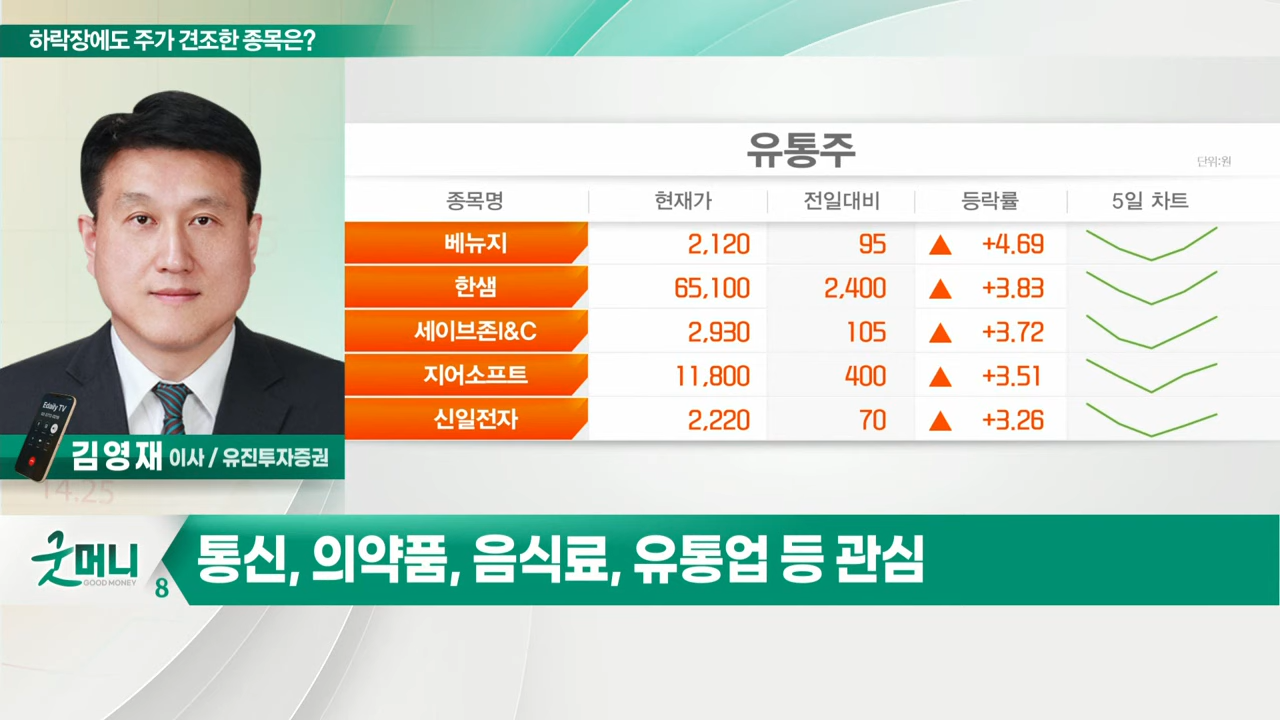 하락장에도 주가 견조한 종목은?
유통주
단위:원
종목명 현재가 전일대비 등락률 5일 차트
베뉴지 2,120 95 ▲ +4.69
한샘 65,100 2,400 ▲ +3.83
세이브존I&C 2,930 105 ▲ +3.72
지어소프트 11,800 400 ▲ +3.51
신일전자 2,220 70 ▲ +3.26
Edaily TV
김영재 이사 / 유진투자증권
14.25
굿머니 8
GOOD MONEY
통신, 의약품, 음식료, 유통업 등 관심